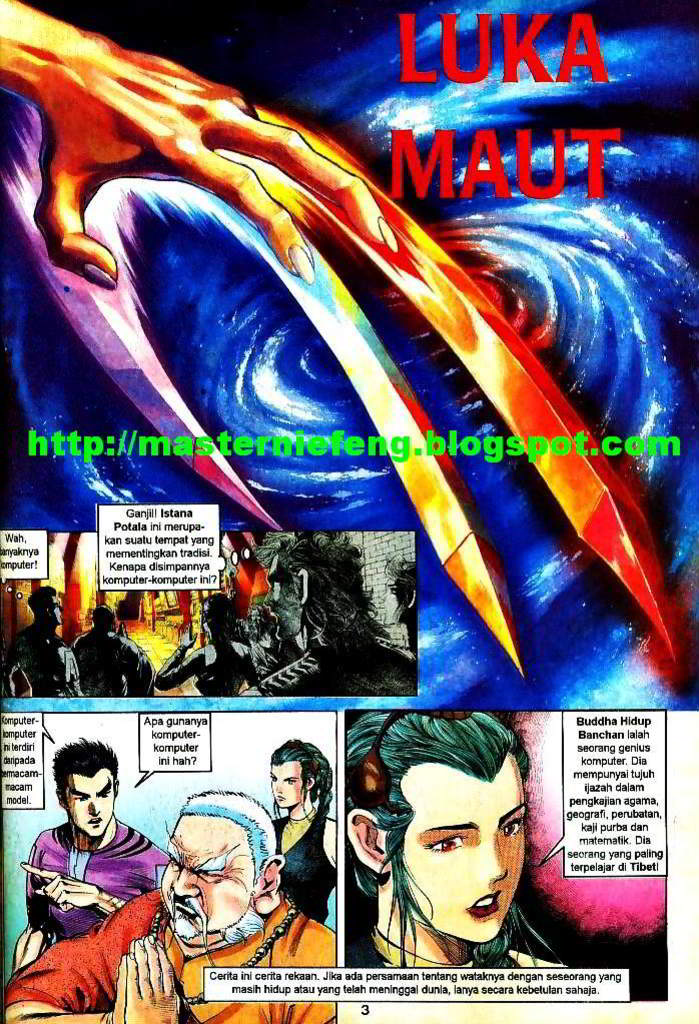 LUKA
MAUT
http://masterniefeng.blogspot.com
Wah,
banyaknya
komputer!
Ganjil! Istana
Potala ini merupa-
kan suatu tempat yang
mementingkan tradisi.
Kenapa disimpannya
komputer-komputer ini?
Komputer-
komputer
ini terdiri
daripada
bermacam-
macam
model.
Apa gunanya
komputer-
komputer
ini hah?
Buddha Hidup
Banchan ialah
seorang genius
komputer. Dia
mempunyai tujuh
ijazah dalam
pengkajian agama,
geografi, perubatan,
kaji purba dan
matematik. Dia
seorang yang paling
terpelajar di Tibet!
Cerita ini cerita rekaan. Jika ada persamaan tentang wataknya dengan seseorang yang
masih hidup atau yang telah meninggal dunia, ianya secara kebetulan sahaja.
3